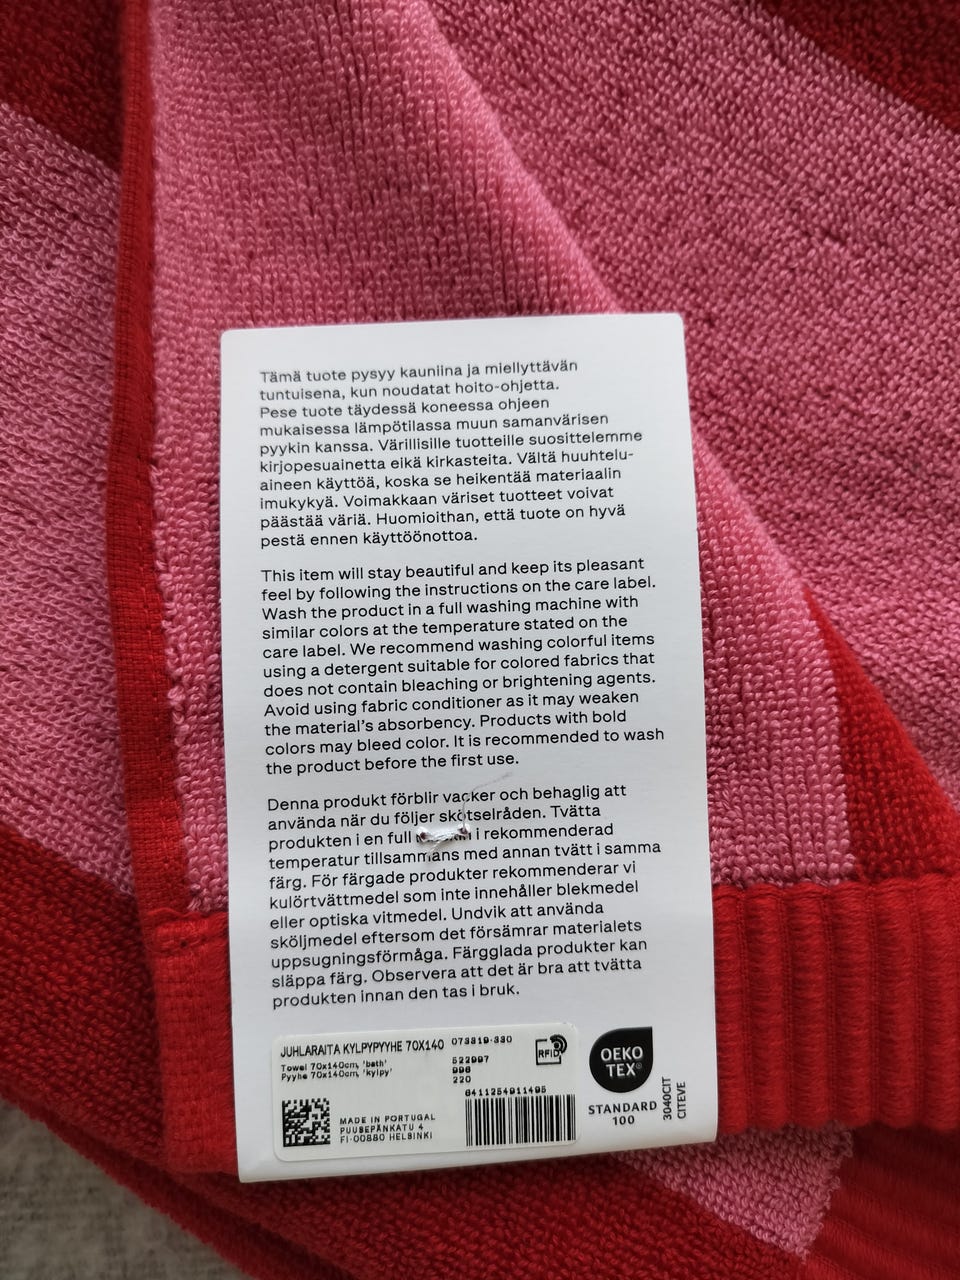 Tämä tuote pysyy kauniina ja miellyttävän
tuntuisena, kun noudatat hoito-ohjetta.
Pese tuote täydessä koneessa ohjeen
mukaisessa lämpötilassa muun samanvärisen
pyykin kanssa. Värillisille tuotteille suosittelemme
kirjopesuainetta eikä kirkasteita. Vältä huuhtelu-
aineen käyttöä, koska se heikentää materiaalin
imukykyä. Voimakkaan väriset tuotteet voivat
päästää väriä. Huomioithan, että tuote on hyvä
pestä ennen käyttöönottoa.
This item will stay beautiful and keep its pleasant
feel by following the instructions on the care label.
Wash the product in a full washing machine with
similar colors at the temperature stated on the
care label. We recommend washing colorful items
using a detergent suitable for colored fabrics that
does not contain bleaching or brightening agents.
Avoid using fabric conditioner as it may weaken
the material's absorbency. Products with bold
colors may bleed color. It is recommended to wash
the product before the first use.
Denna produkt förblir vacker och behaglig att
använda när du följer skötselråden. Tvätta
produkten i en full i rekommenderad
temperatur tillsammans med annan tvätt i samma
färg. För färgade produkter rekommenderar vi
kulörtvättmedel som inte innehåller blekmedel
eller optiska vitmedel. Undvik att använda
sköljmedel eftersom det försämrar materialets
uppsugningsförmåga. Färgglada produkter kan
släppa färg. Observera att det är bra att tvätta
produkten innan den tas i bruk.
JUHLARAITA KYLPYPYYHE 70X140 073319-330
Towel 70x140cm, 'bath'
Pyyhe 70x140cm, 'kylpy'
522997
996
220
RFID
6411254911495
MADE IN PORTUGAL
PUUSEPÄNKATU 4
FI-00880 HELSINKI
OEKO
TEX®
STANDARD
100
3040CIT
CITEVE